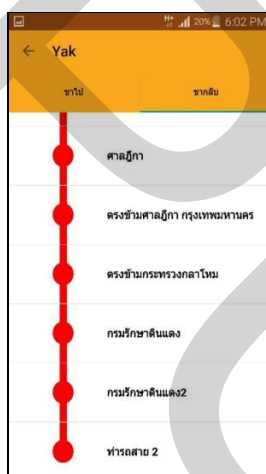 H+ 20% 6:02 PM
← Yak
ขาไป ขากลับ
ศาลฎีกา
ตรงข้ามศาลฎีกา กรุงเทพมหานคร
ตรงข้ามกระทรวงกลาโหม
กรมรักษาดินแดง
กรมรักษาดินแดง2
ท่ารถสาย 2